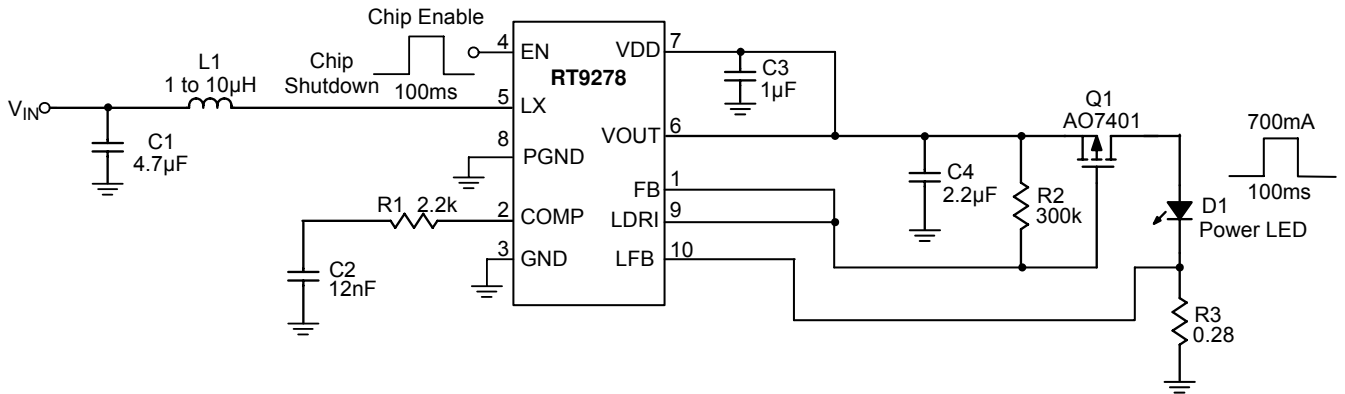 Chip Enable
Chip
Shutdown
100ms
L1
1 to 10µH
VIN
C1
4.7µF
R1 2.2k
C2
12nF
4
EN
5
LX
8
PGND
2
COMP
3
GND
RT9278
VDD
7
VOUT
6
FB
1
LDRI
9
LFB
10
C3
1µF
C4
2.2µF
R2
300k
Q1
AO7401
700mA
100ms
D1
Power LED
R3
0.28